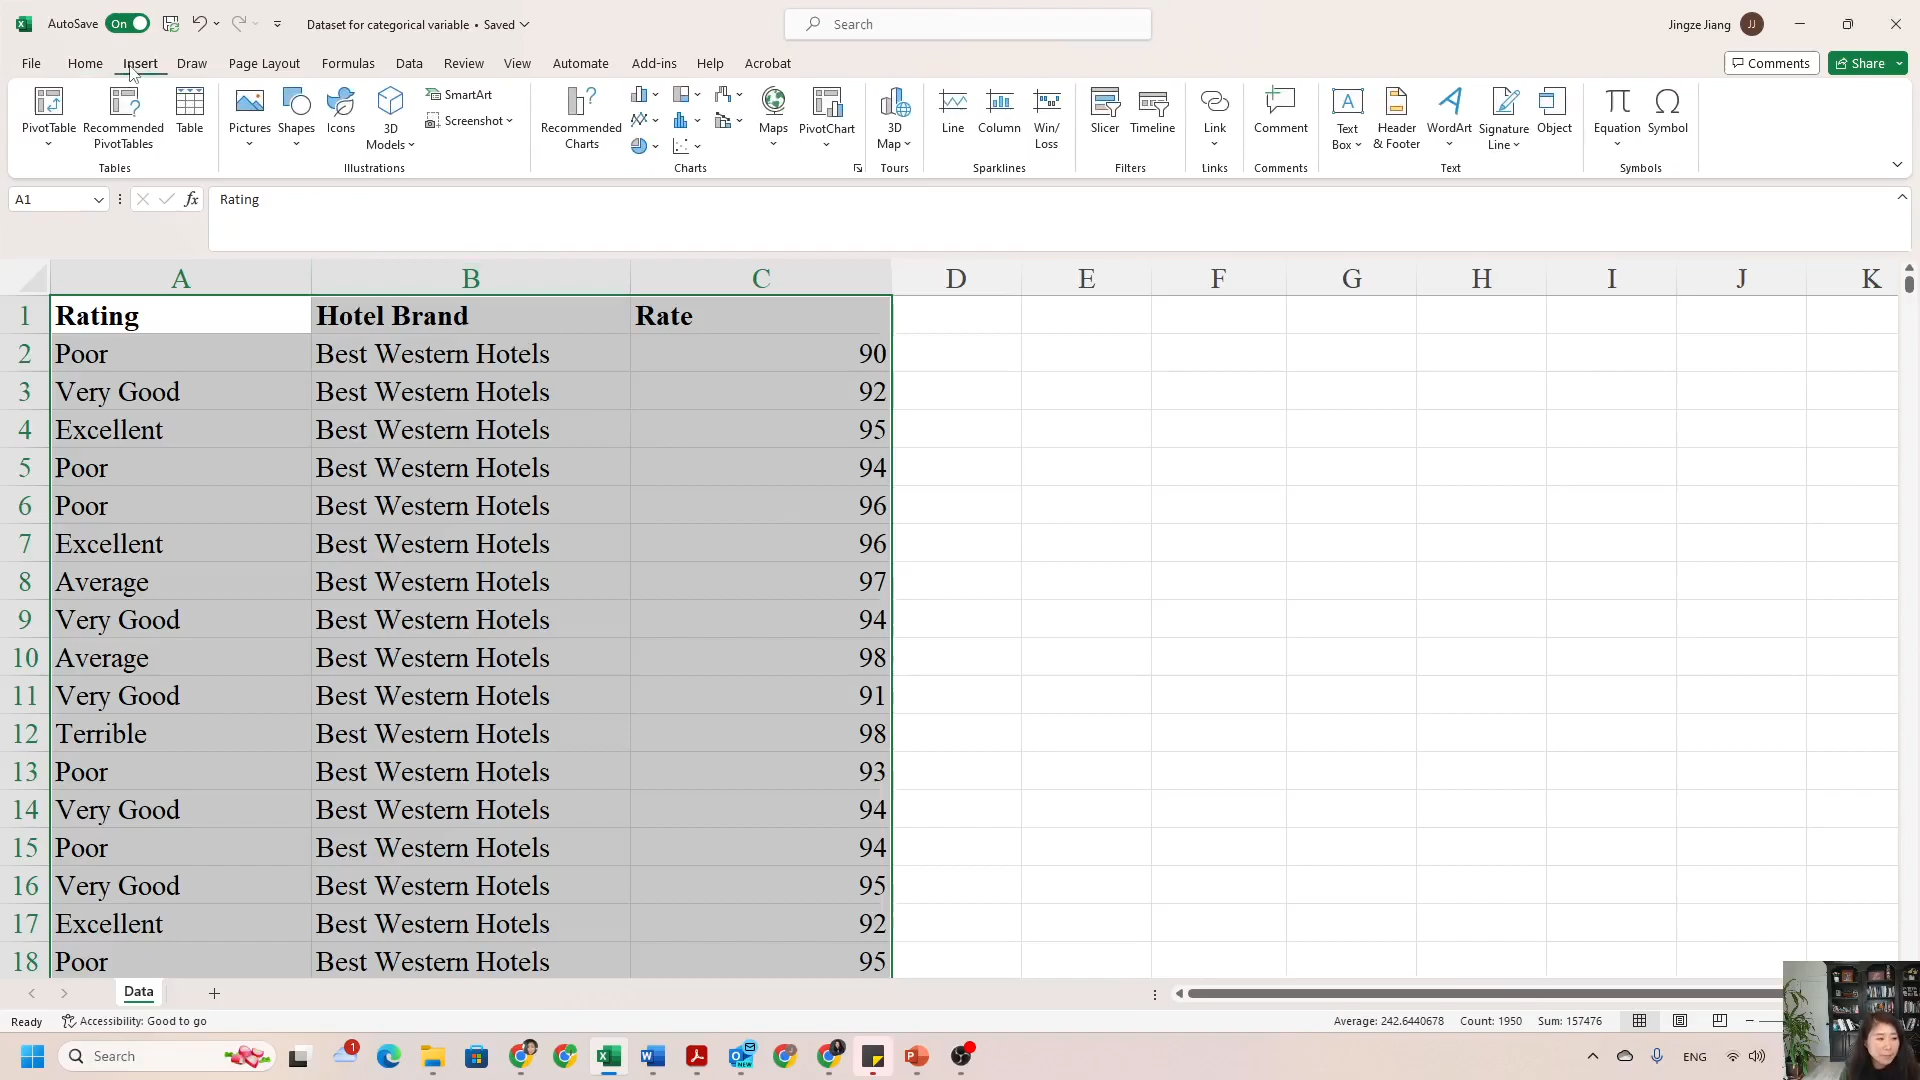 AutoSave On Dataset for categorical variable • Saved Search Jingze Jiang JJ
File Home Insert Draw Page Layout Formulas Data Review View Automate Add-ins Help Acrobat Comments Share
PivotTable Recommended PivotTables Table Pictures Shapes Icons 3D Models SmartArt Screenshot Recommended Charts Maps PivotChart 3D Map Line Column Win/Loss Slicer Timeline Link Comment Text Box Header & Footer WordArt Signature Line Object Equation Symbol
Tables Illustrations Charts Tours Sparklines Filters Links Comments Text Symbols
A1 fx Rating
A B C D E F G H I J K
1 Rating Hotel Brand Rate
2 Poor Best Western Hotels 90
3 Very Good Best Western Hotels 92
4 Excellent Best Western Hotels 95
5 Poor Best Western Hotels 94
6 Poor Best Western Hotels 96
7 Excellent Best Western Hotels 96
8 Average Best Western Hotels 97
9 Very Good Best Western Hotels 94
10 Average Best Western Hotels 98
11 Very Good Best Western Hotels 91
12 Terrible Best Western Hotels 98
13 Poor Best Western Hotels 93
14 Very Good Best Western Hotels 94
15 Poor Best Western Hotels 94
16 Very Good Best Western Hotels 95
17 Excellent Best Western Hotels 92
18 Poor Best Western Hotels 95
Data
Ready Accessibility: Good to go Average: 242.6440678 Count: 1950 Sum: 157476
Search 1 NEW ENG